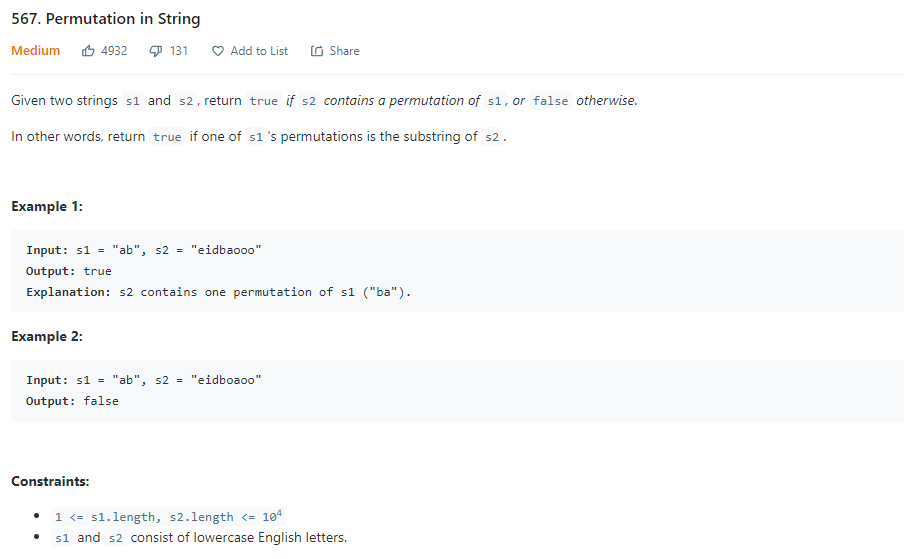 567. Permutation in String
Medium 4932 131 Add to List Share
Given two strings s1 and s2, return true if s2 contains a permutation of s1, or false otherwise.
In other words, return true if one of s1 's permutations is the substring of s2.
Example 1:
Input: s1 = "ab", s2 = "eidbaooo"
Output: true
Explanation: s2 contains one permutation of s1 ("ba").
Example 2:
Input: s1 = "ab", s2 = "eidboaoo"
Output: false
Constraints:
• 1 <= s1.length, s2.length <= 10⁴
• s1 and s2 consist of lowercase English letters.